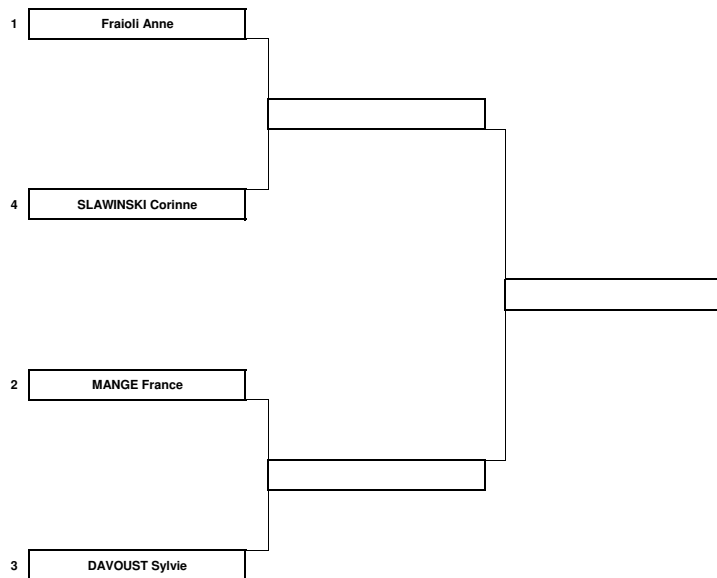 1 Fraioli Anne
4 SLAWINSKI Corinne
2 MANGE France
3 DAVOUST Sylvie